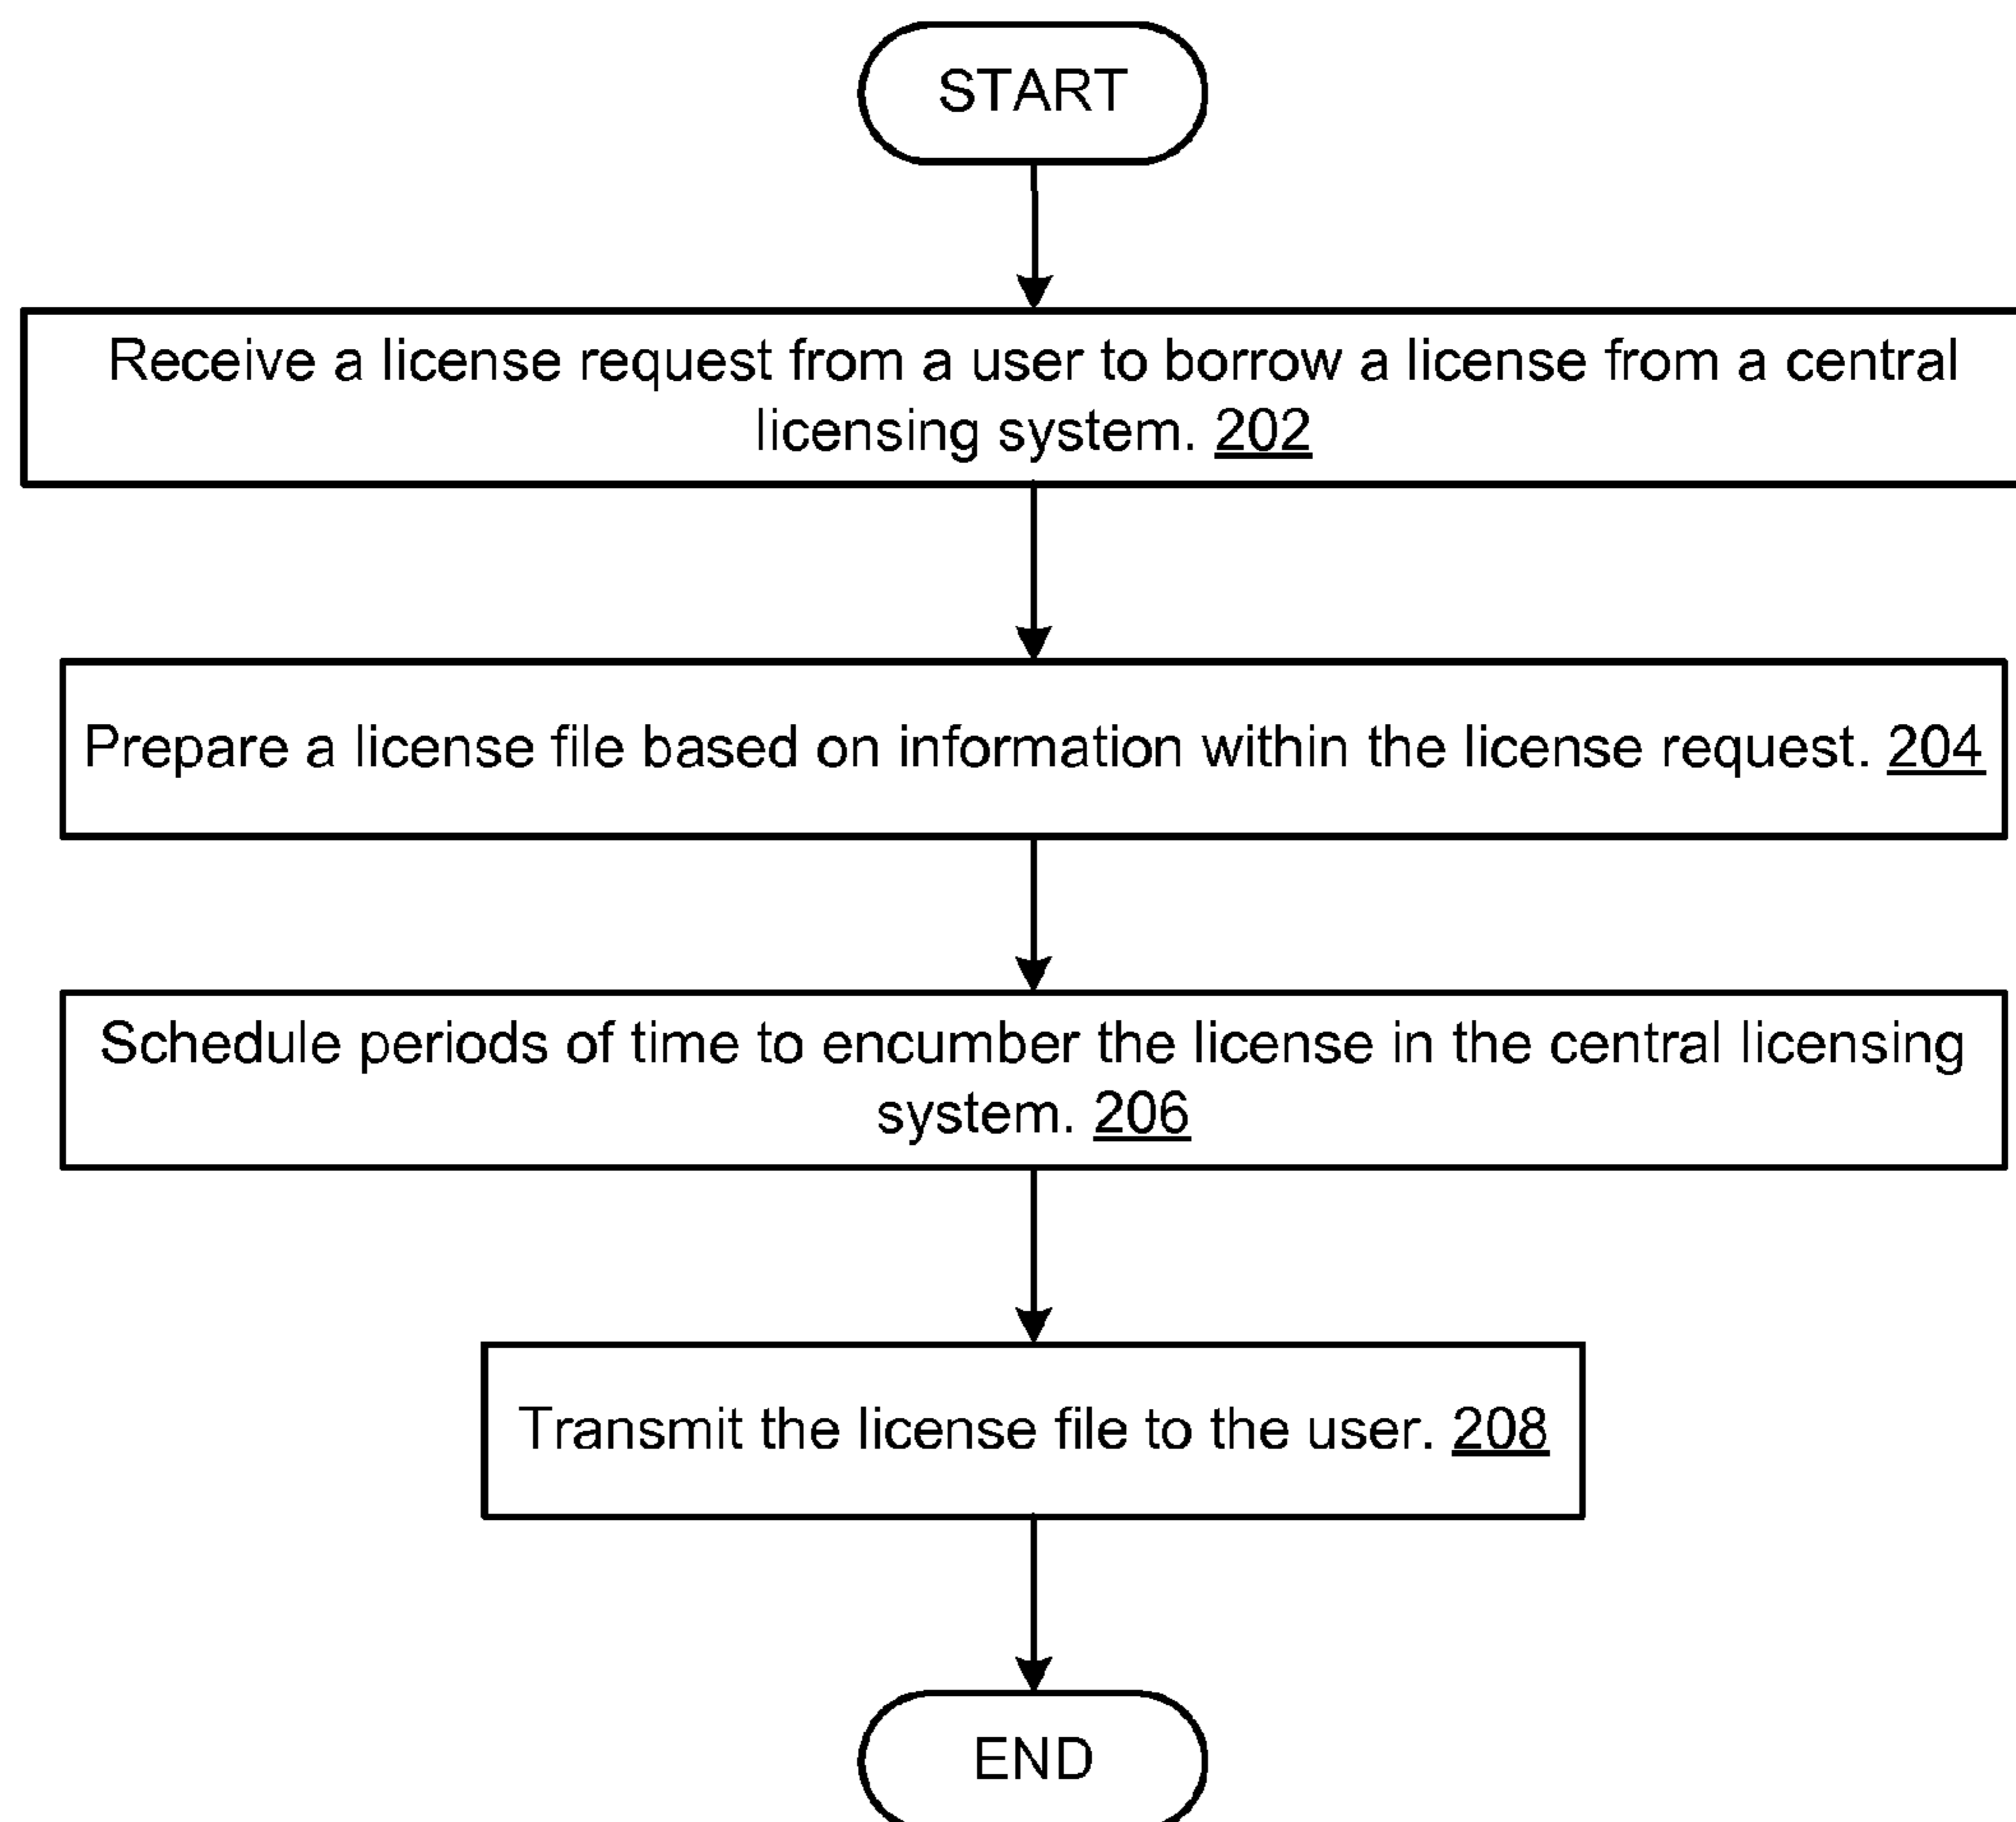 START
Receive a license request from a user to borrow a license from a central
licensing system. 202
Prepare a license file based on information within the license request. 204
Schedule periods of time to encumber the license in the central licensing
system. 206
Transmit the license file to the user. 208
END